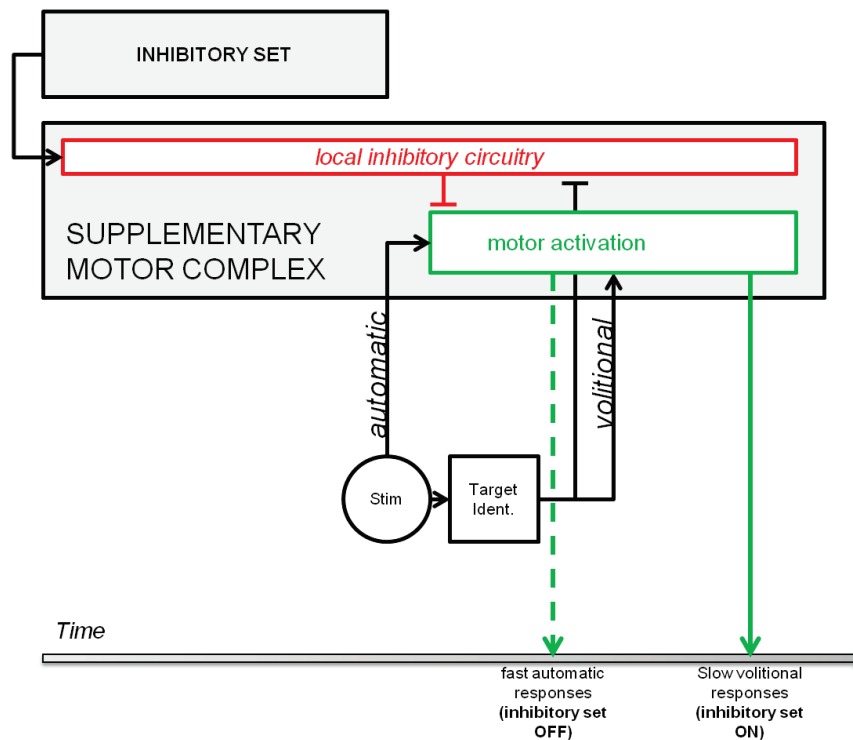 INHIBITORY SET
local inhibitory circuitry
SUPPLEMENTARY
MOTOR COMPLEX
motor activation
automatic
volitional
Stim
Target
Ident.
Time
fast automatic
responses
(inhibitory set
OFF)
Slow volitional
responses
(inhibitory set
ON)